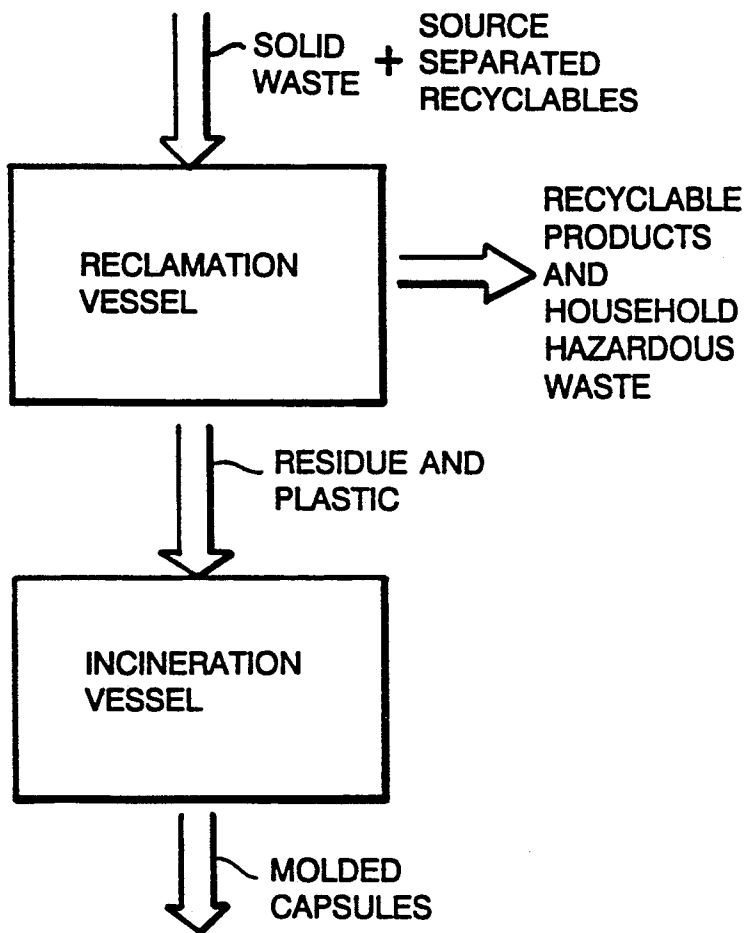 SOLID
WASTE
+
SOURCE
SEPARATED
RECYCLABLES
RECLAMATION
VESSEL
RECYCLABLE
PRODUCTS
AND
HOUSEHOLD
HAZARDOUS
WASTE
RESIDUE AND
PLASTIC
INCINERATION
VESSEL
MOLDED
CAPSULES